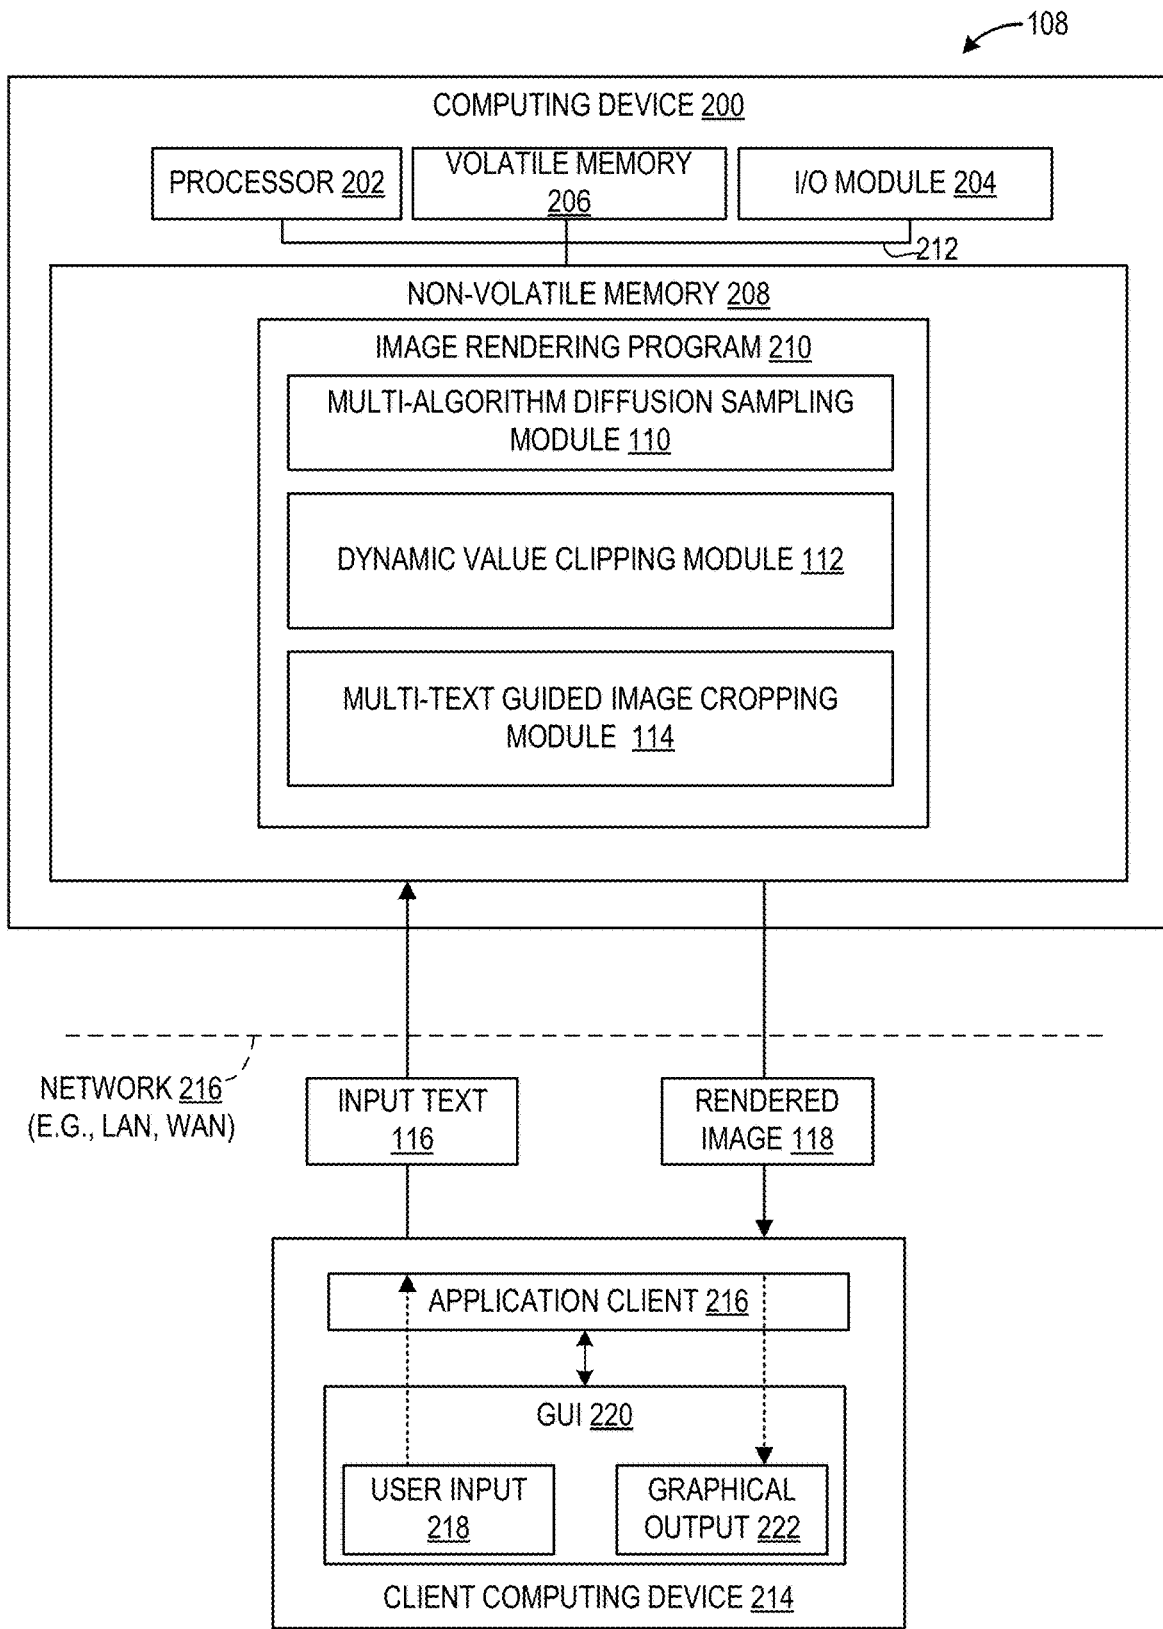 108
COMPUTING DEVICE 200
PROCESSOR 202
VOLATILE MEMORY
206
I/O MODULE 204
212
NON-VOLATILE MEMORY 208
IMAGE RENDERING PROGRAM 210
MULTI-ALGORITHM DIFFUSION SAMPLING
MODULE 110
DYNAMIC VALUE CLIPPING MODULE 112
MULTI-TEXT GUIDED IMAGE CROPPING
MODULE 114
NETWORK 216
(E.G., LAN, WAN)
INPUT TEXT
116
RENDERED
IMAGE 118
APPLICATION CLIENT 216
GUI 220
USER INPUT
218
GRAPHICAL
OUTPUT 222
CLIENT COMPUTING DEVICE 214